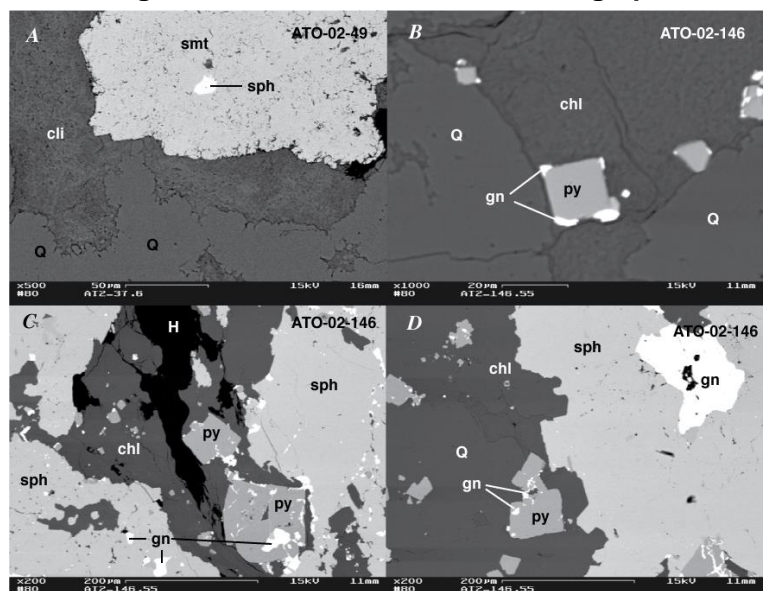 A
smt
ATO-02-49
sph
cli
Q
Q
x500 50µm 15kV 16mm
#80 ATZ-37.6
B
ATO-02-146
chl
Q
gn
py
Q
x1000 20µm 15kV 11mm
#80 ATZ-146.55
C
H
ATO-02-146
sph
chl
py
sph
py
gn
x200 200µm 15kV 11mm
#80 ATZ-146.55
D
ATO-02-146
sph
chl
gn
Q
gn
py
x200 200µm 15kV 11mm
#80 ATZ-146.55